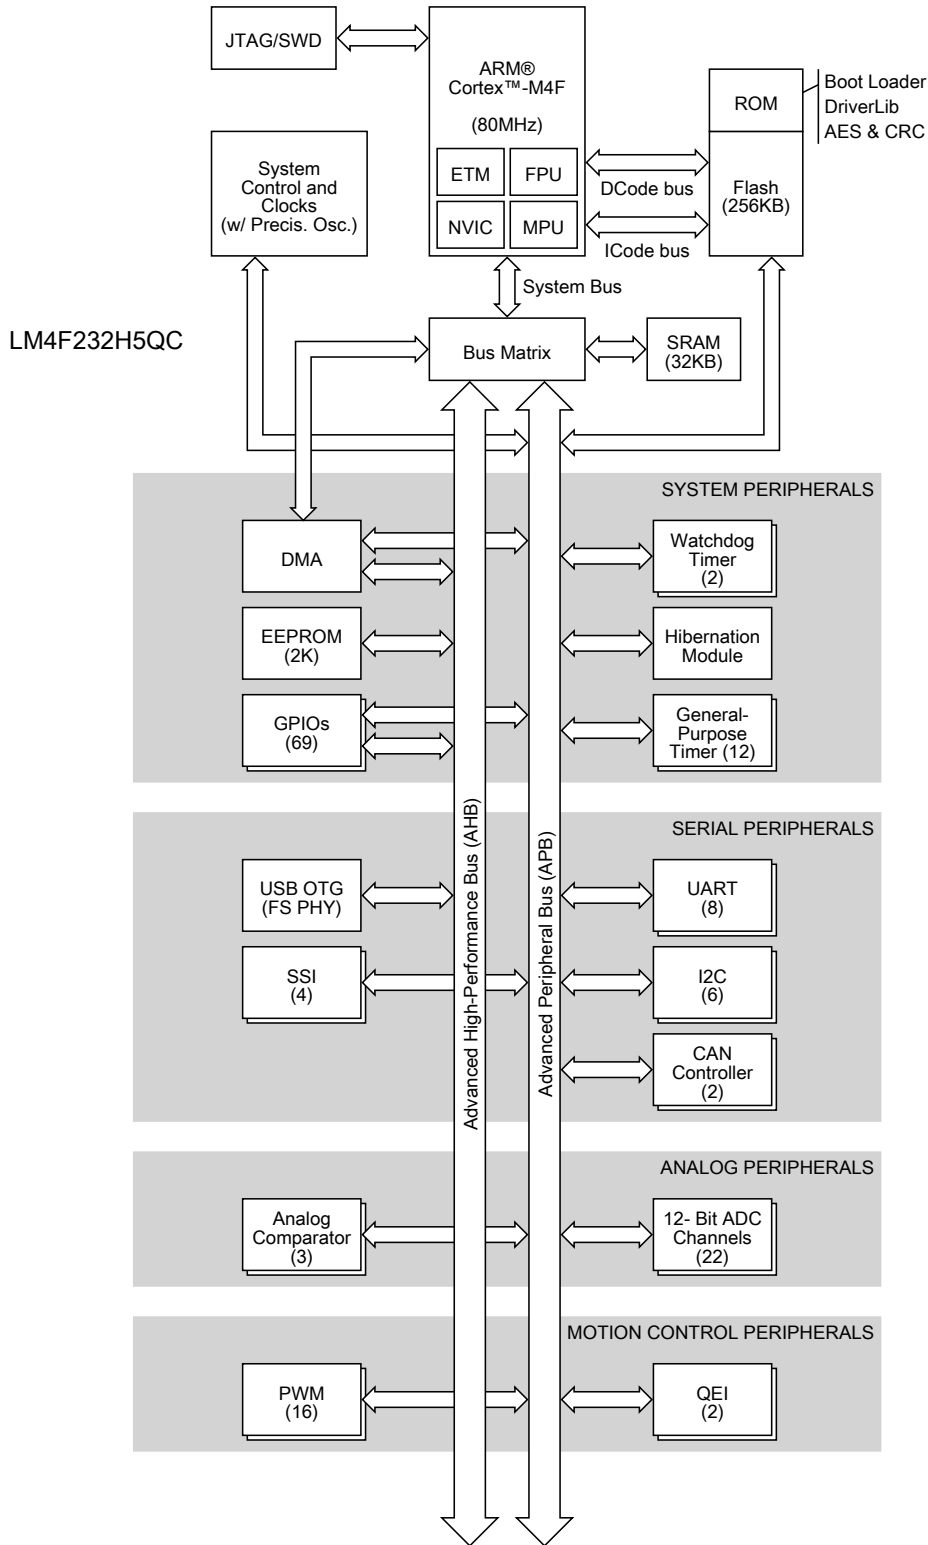 JTAG/SWD
ARM®
Cortex™-M4F
(80MHz)
ETM
FPU
NVIC
MPU
ROM
Boot Loader
DriverLib
AES & CRC
Flash
(256KB)
DCode bus
ICode bus
System
Control and
Clocks
(w/ Precis. Osc.)
System Bus
LM4F232H5QC
Bus Matrix
SRAM
(32KB)
SYSTEM PERIPHERALS
DMA
Watchdog
Timer
(2)
EEPROM
(2K)
Hibernation
Module
GPIOs
(69)
General-
Purpose
Timer (12)
Advanced High-Performance Bus (AHB)
Advanced Peripheral Bus (APB)
SERIAL PERIPHERALS
USB OTG
(FS PHY)
UART
(8)
SSI
(4)
I2C
(6)
CAN
Controller
(2)
ANALOG PERIPHERALS
Analog
Comparator
(3)
12- Bit ADC
Channels
(22)
MOTION CONTROL PERIPHERALS
PWM
(16)
QEI
(2)